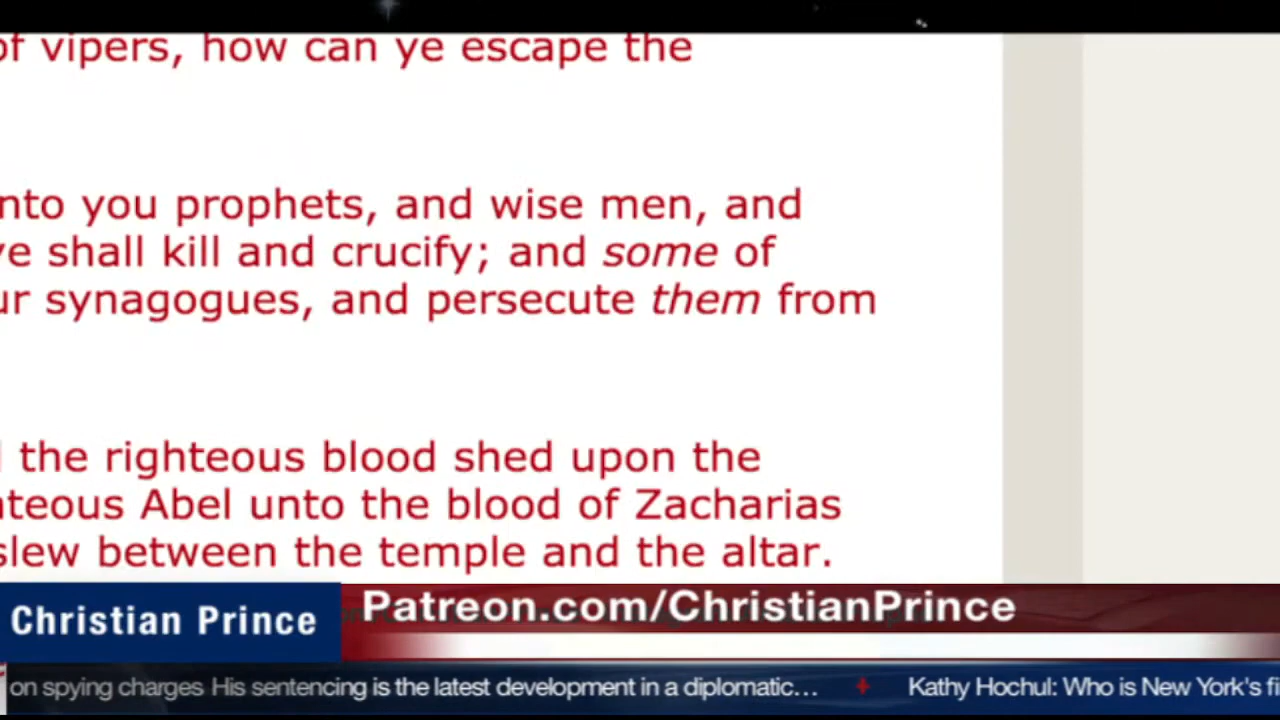 of vipers, how can ye escape the
nto you prophets, and wise men, and
ye shall kill and crucify; and some of
ur synagogues, and persecute them from
the righteous blood shed upon the
hteous Abel unto the blood of Zacharias
slew between the temple and the altar.
Christian Prince
Patreon.com/ChristianPrince
on spying charges His sentencing is the latest development in a diplomatic... Kathy Hochul: Who is New York's fi